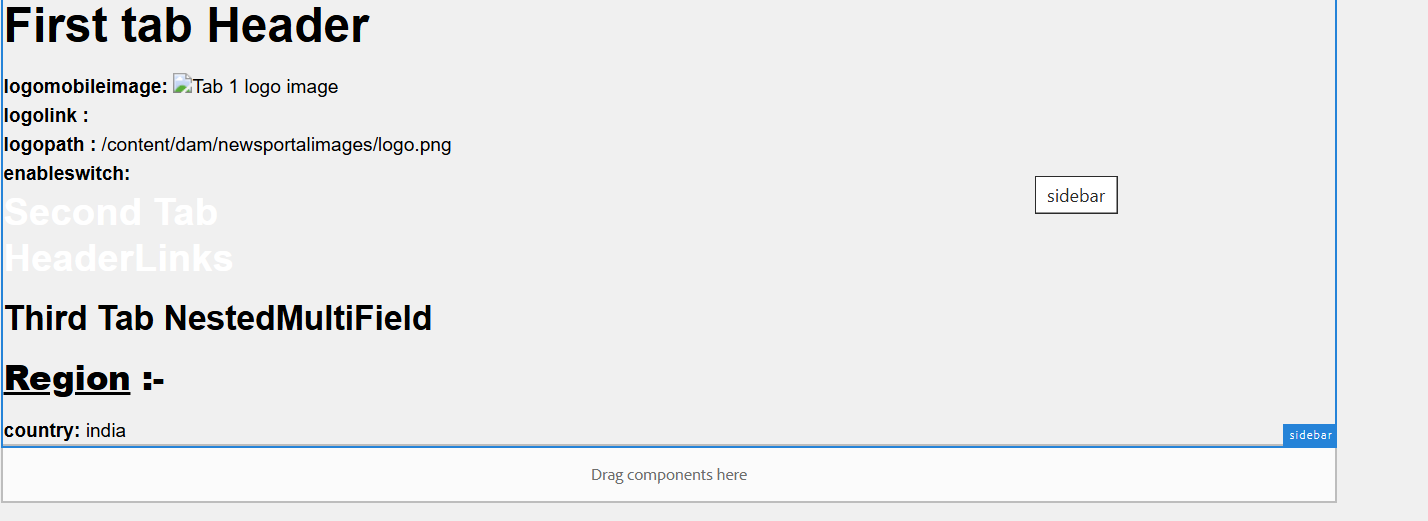 First tab Header
logomobileimage: Tab 1 logo image
logolink :
logopath : /content/dam/newsportalimages/logo.png
enableswitch:
sidebar
Second Tab
HeaderLinks
Third Tab NestedMultiField
Region :-
country: india
sidebar
Drag components here